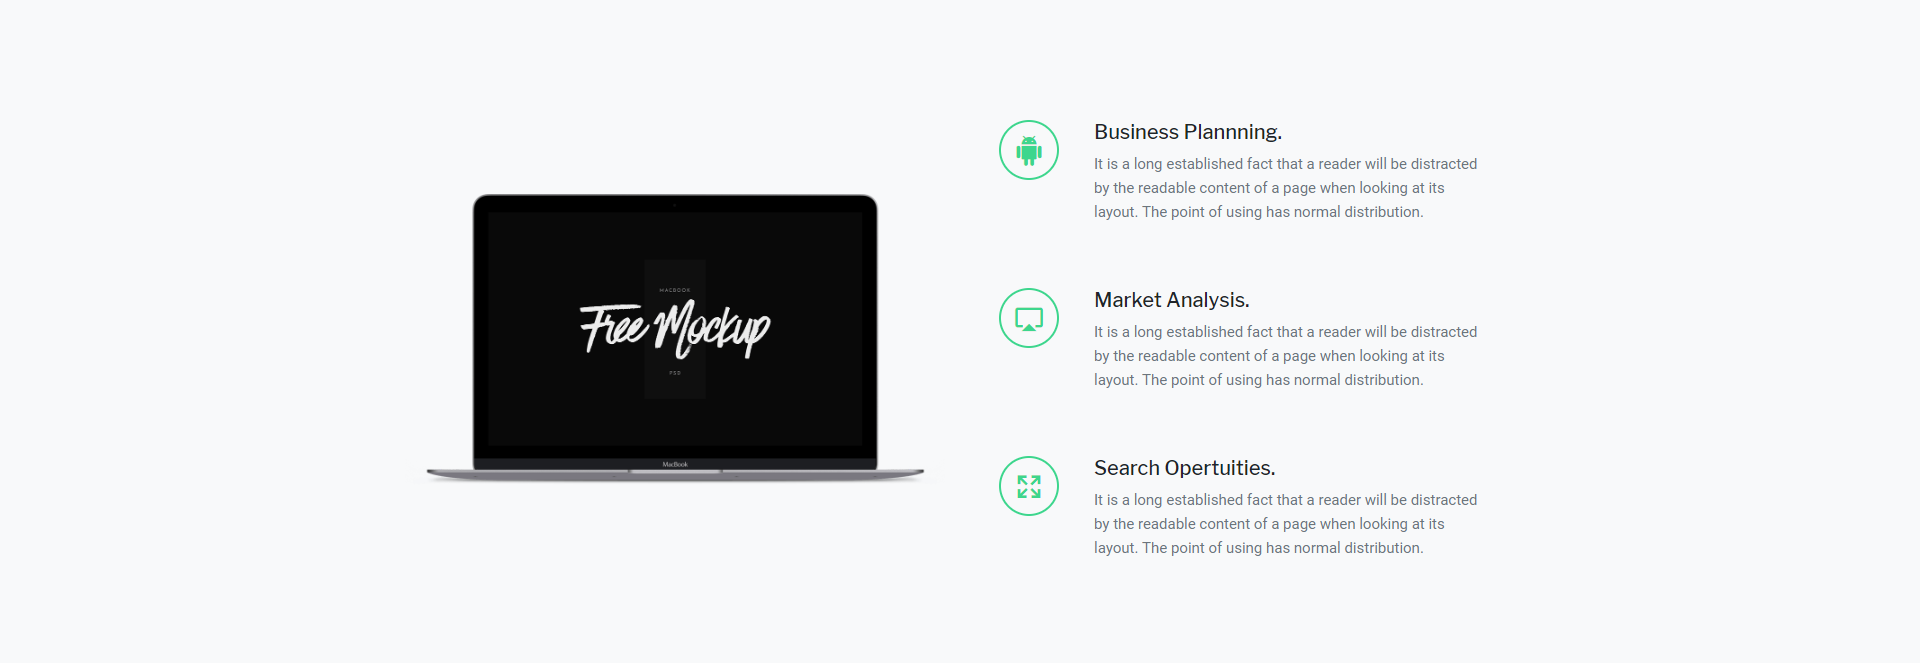 MACBOOK
Free Mockup
PSD
MacBook
Business Plannning.
It is a long established fact that a reader will be distracted
by the readable content of a page when looking at its
layout. The point of using has normal distribution.
Market Analysis.
It is a long established fact that a reader will be distracted
by the readable content of a page when looking at its
layout. The point of using has normal distribution.
Search Opertuities.
It is a long established fact that a reader will be distracted
by the readable content of a page when looking at its
layout. The point of using has normal distribution.